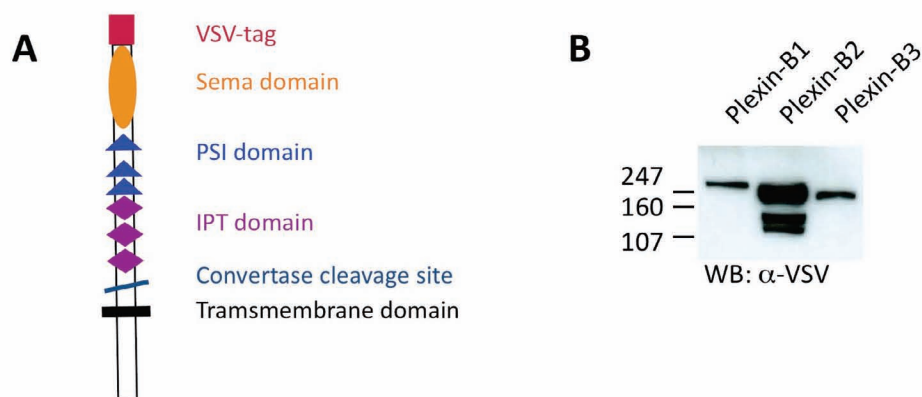 A
VSV-tag
Sema domain
PSI domain
IPT domain
Convertase cleavage site
Tramsmembrane domain
B
Plexin-B1
Plexin-B2
Plexin-B3
247
160
107
WB: α-VSV